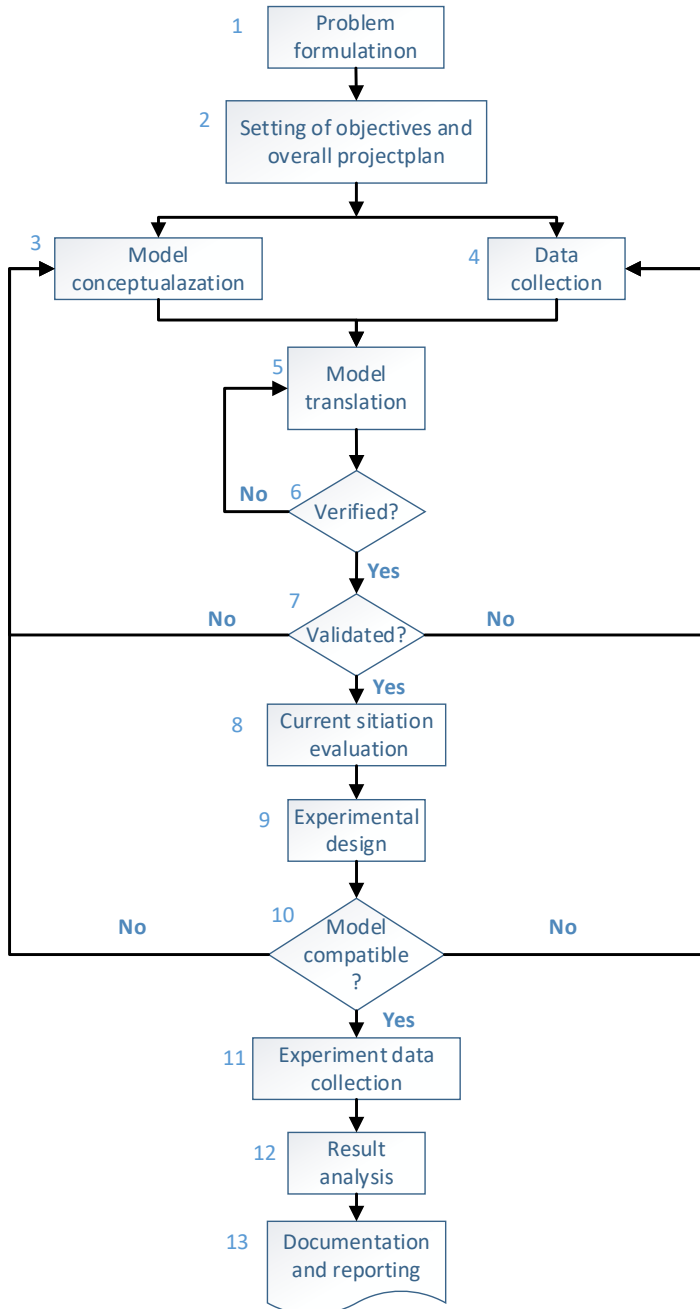 1
Problem
formulatinon
2
Setting of objectives and
overall projectplan
3
Model
conceptualazation
4
Data
collection
5
Model
translation
No
6
Verified?
Yes
7
No
Validated?
No
Yes
8
Current sitiation
evaluation
9
Experimental
design
10
No
Model
compatible
?
No
Yes
11
Experiment data
collection
12
Result
analysis
13
Documentation
and reporting